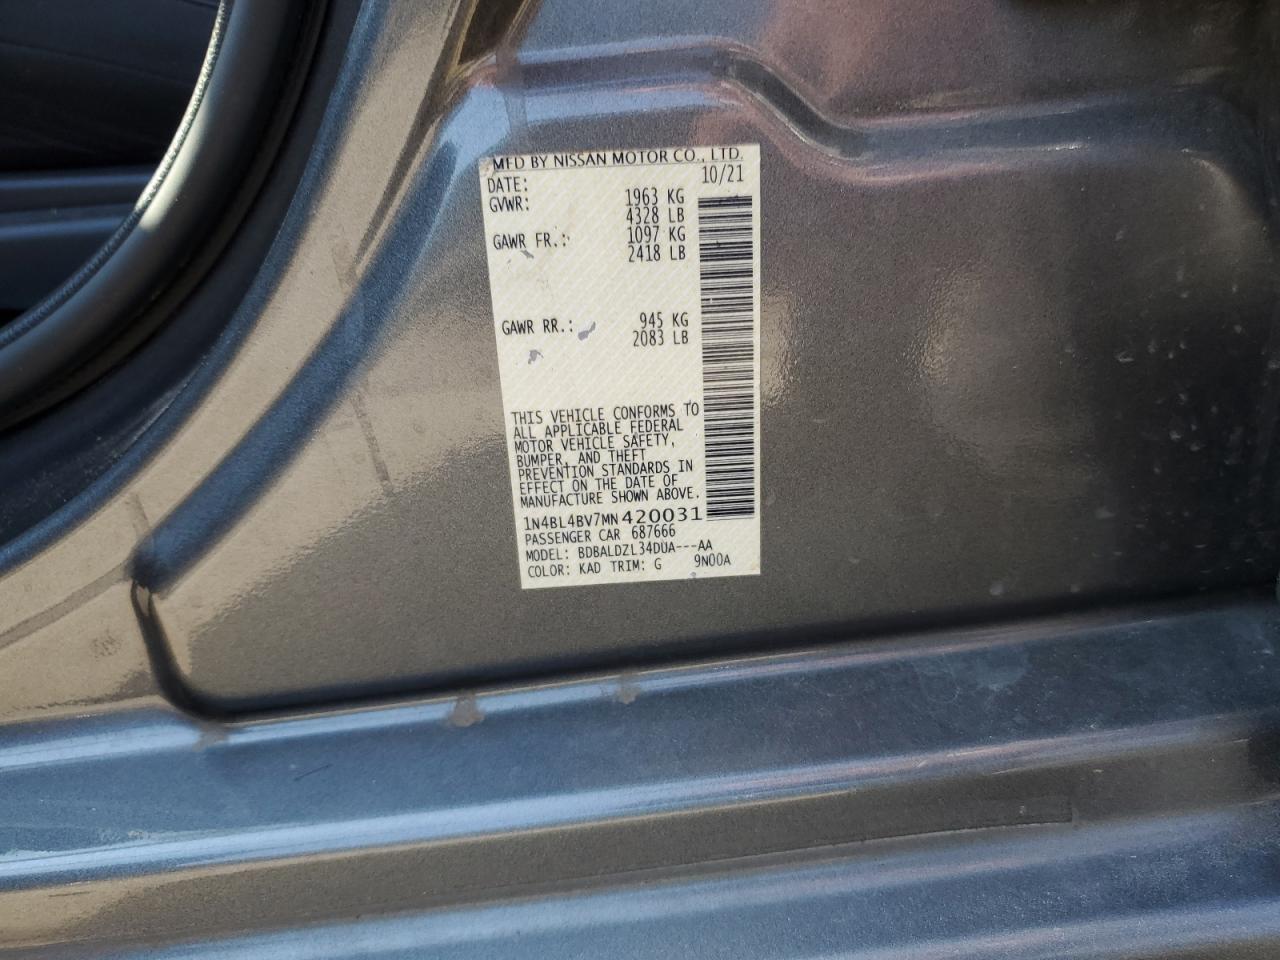 MFD BY NISSAN MOTOR CO., LTD.
DATE: 10/21
GVWR: 1963 KG
4328 LB
GAWR FR.: 1097 KG
2418 LB
GAWR RR.: 945 KG
2083 LB
THIS VEHICLE CONFORMS TO
ALL APPLICABLE FEDERAL
MOTOR VEHICLE SAFETY,
BUMPER, AND THEFT
PREVENTION STANDARDS IN
EFFECT ON THE DATE OF
MANUFACTURE SHOWN ABOVE.
1N4BL4BV7MN420031
PASSENGER CAR 687666
MODEL: BDBALDZL34DUA---AA
COLOR: KAD TRIM: G 9N00A